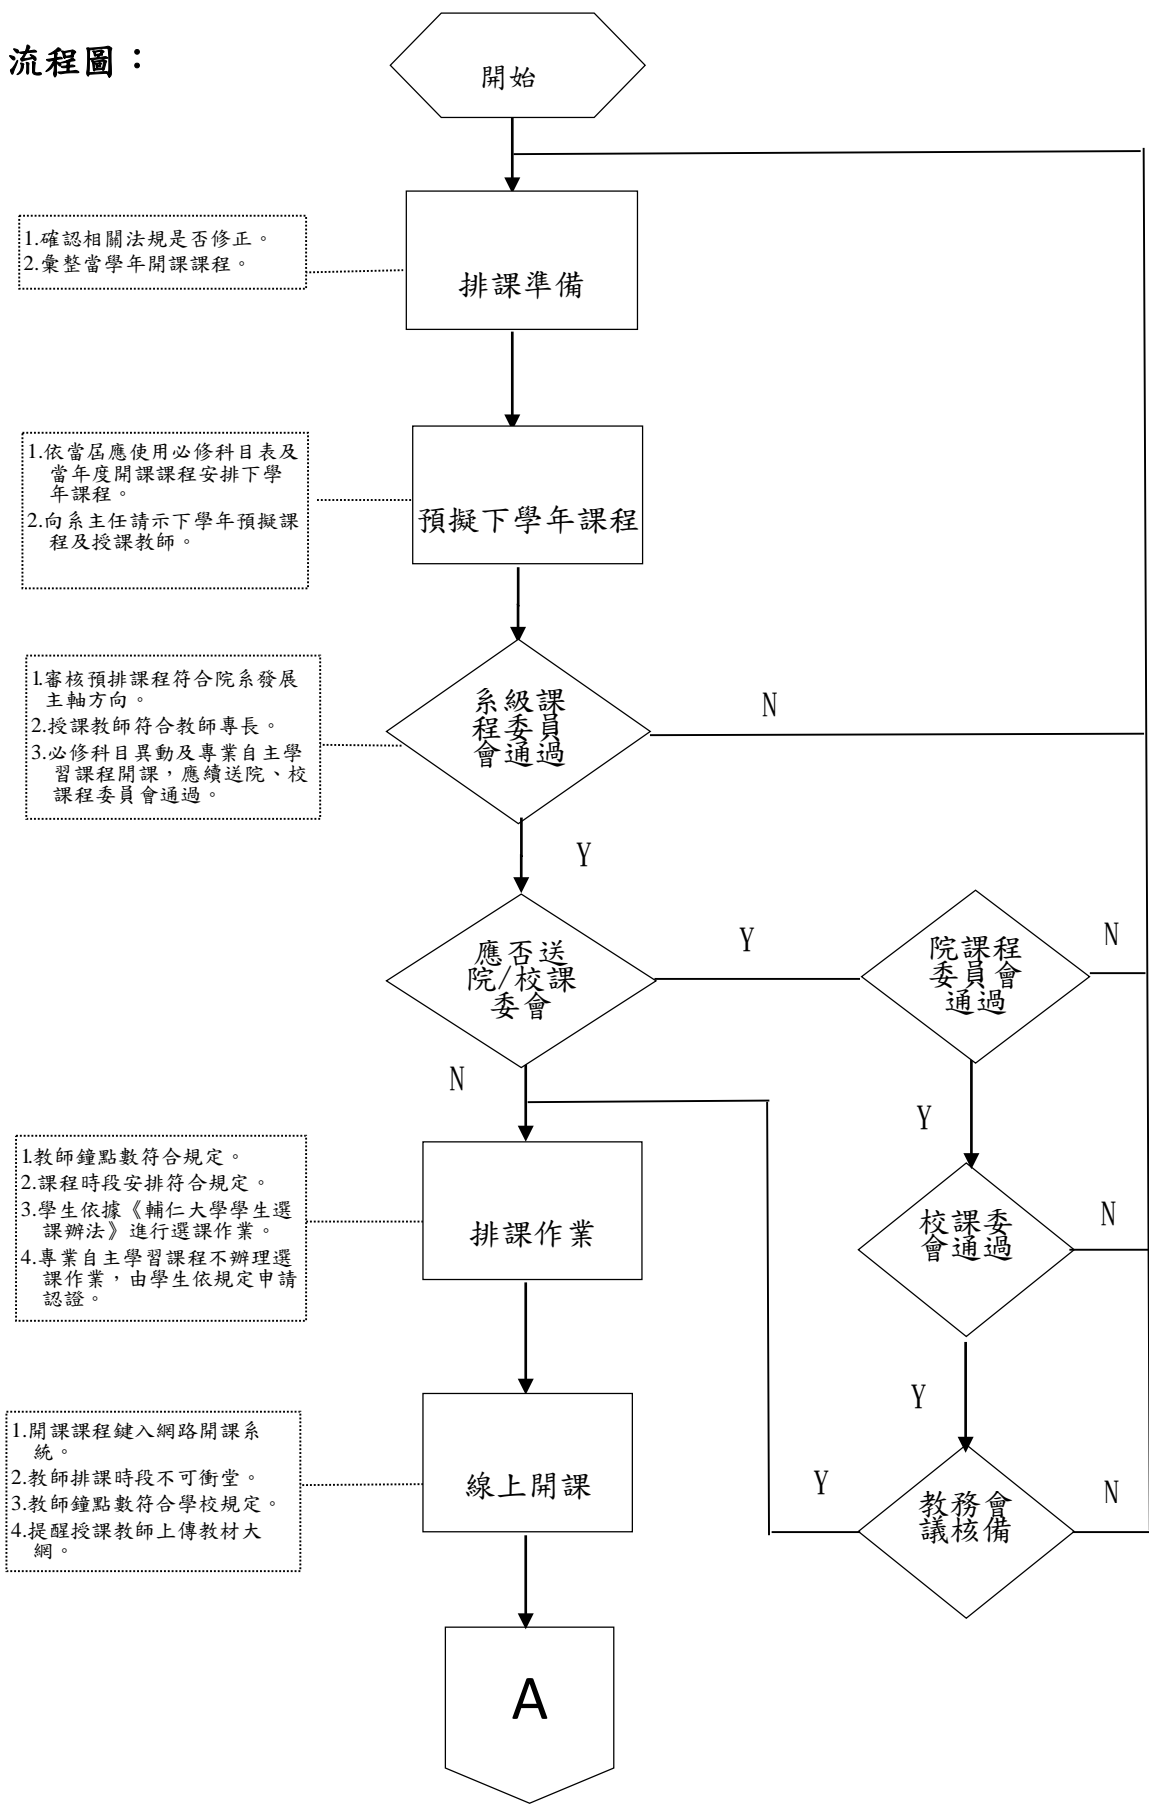 流程圖：
開始
1.確認相關法規是否修正。
2.彙整當學年開課課程。
排課準備
1.依當屆應使用必修科目表及
當年度開課課程安排下學
年課程。
2.向系主任請示下學年預擬課
程及授課教師。
預擬下學年課程
1.審核預排課程符合院系發展
主軸方向。
2.授課教師符合教師專長。
3.必修科目異動及專業自主學
習課程開課，應續送院、校
課程委員會通過。
系級課
程委員
會通過
N
Y
應否送
院/校課
委會
Y
院課程
委員會
通過
N
N
Y
1.教師鐘點數符合規定。
2.課程時段安排符合規定。
3.學生依據《輔仁大學學生選
課辦法》進行選課作業。
4.專業自主學習課程不辦理選
課作業，由學生依規定申請
認證。
排課作業
校課委
會通過
N
Y
1.開課課程鍵入網路開課系
統。
2.教師排課時段不可衝堂。
3.教師鐘點數符合學校規定。
4.提醒授課教師上傳教材大
網。
線上開課
Y
教務會
議核備
N
A